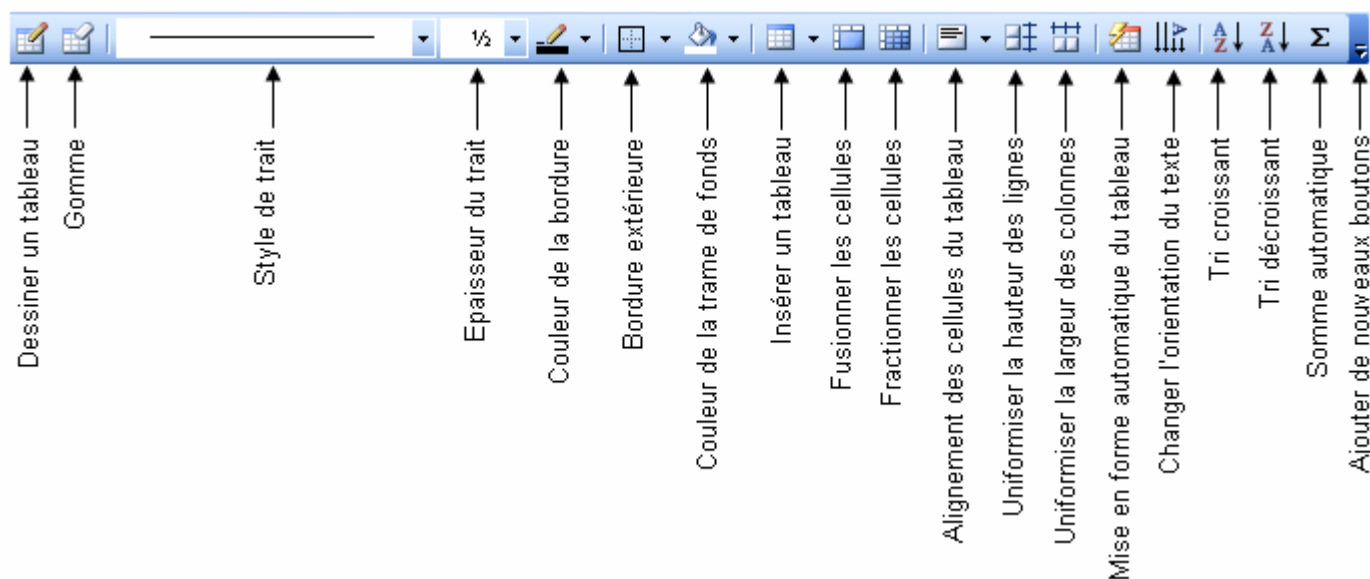 ½
Dessiner un tableau
Gomme
Style de trait
Epaisseur du trait
Couleur de la bordure
Bordure extérieure
Couleur de la trame de fonds
Insérer un tableau
Fusionner les cellules
Fractionner les cellules
Alignement des cellules du tableau
Uniformiser la hauteur des lignes
Uniformiser la largeur des colonnes
Mise en forme automatique du tableau
Changer l'orientation du texte
Tri croissant
Tri décroissant
Somme automatique
Ajouter de nouveaux boutons